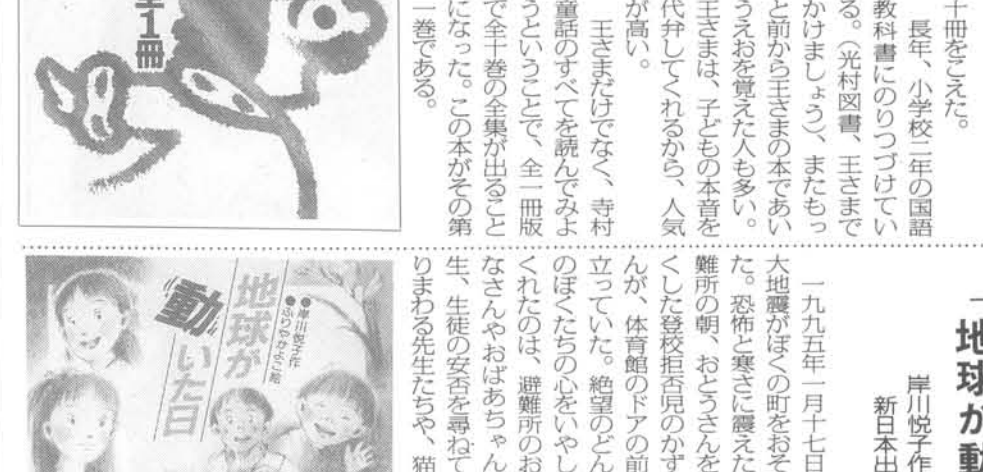 十冊をこえた。
長年、小学校二年の国語
教科書にのりつづけてい
る。（光村図書、王さまで
かけましょう）、またもっ
と前から王さまの本であい
うえおを覚えた人も多い。
王さまは、子どもの本音を
代弁してくれるから、人気
が高い。
王さまだけでなく、寺村
童話のすべてを読んでみよ
うということで、全一冊版
で全十巻の全集が出ること
になった。この本がその第
一巻である。
全1冊
地球が動
岸川悦子作
新日本出
一九九五年一月十七日
大地震がぼくの町をおそ
た。恐怖と寒さに震えた
難所の朝、おとうさんを
くした登校拒否児のかず
んが、体育館のドアの前
立っていた。絶望のどん
のぼくたちの心をいやし
くれたのは、避難所のお
なさんやおばあちゃん
生、生徒の安否を尋ねて
りまわる先生たちや、猫
●岸川悦子作
●ふりやかよこ絵
地球が
"動"いた日